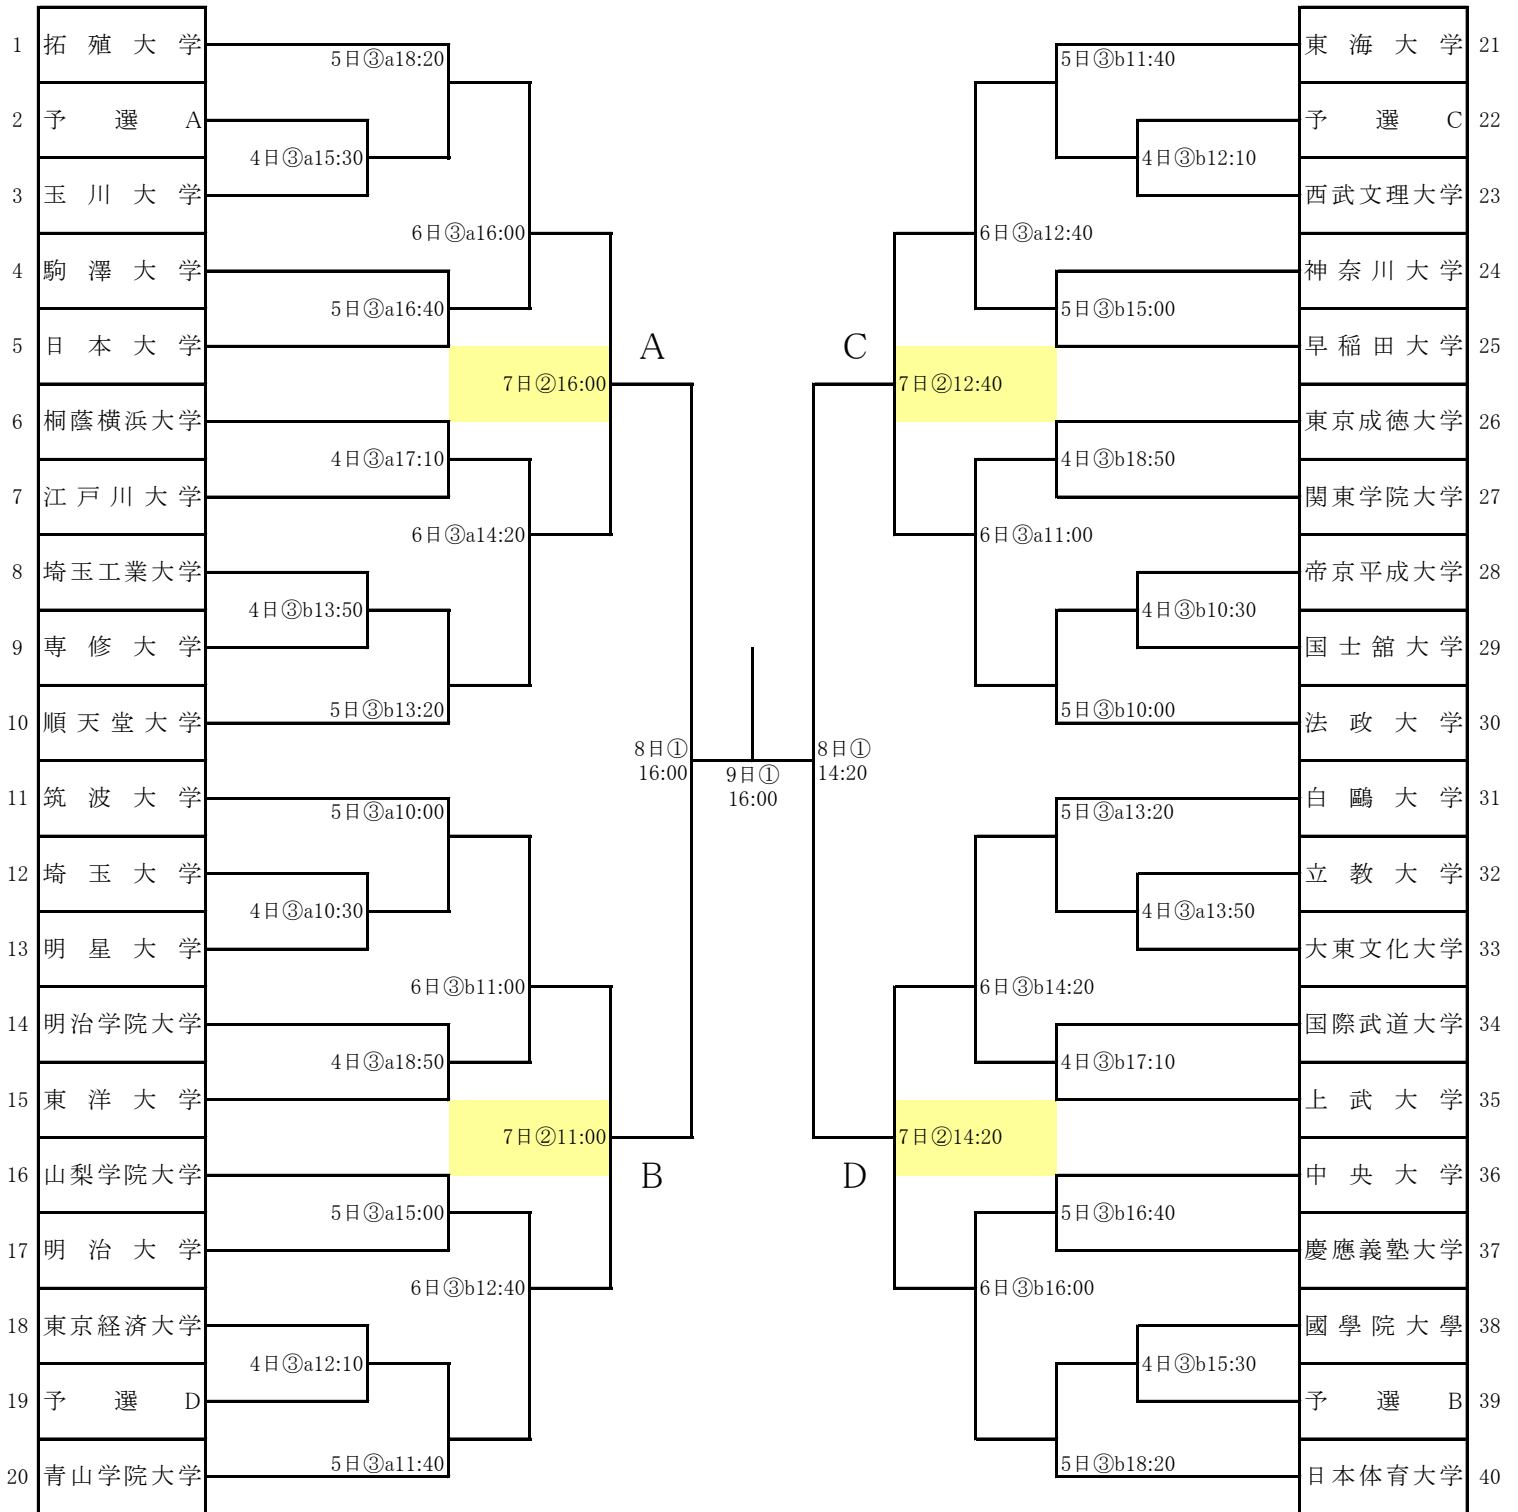 1 拓殖大学 5日③a18:20 5日③b11:40 東海大学 21
2 予選A 予選C 22
4日③a15:30 4日③b12:10
3 玉川大学 西武文理大学 23
6日③a16:00 6日③a12:40
4 駒澤大学 神奈川大学 24
5日③a16:40 5日③b15:00
5 日本大学 A C 早稲田大学 25
7日②16:00 7日②12:40
6 桐蔭横浜大学 東京成徳大学 26
4日③a17:10 4日③b18:50
7 江戸川大学 関東学院大学 27
6日③a14:20 6日③a11:00
8 埼玉工業大学 帝京平成大学 28
4日③b13:50 4日③b10:30
9 専修大学 国士舘大学 29
5日③b13:20 5日③b10:00
10 順天堂大学 法政大学 30
8日① 8日①
16:00 9日① 14:20
16:00
11 筑波大学 白鷗大学 31
5日③a10:00 5日③a13:20
12 埼玉大学 立教大学 32
4日③a10:30 4日③a13:50
13 明星大学 大東文化大学 33
6日③b11:00 6日③b14:20
14 明治学院大学 国際武道大学 34
4日③a18:50 4日③b17:10
15 東洋大学 上武大学 35
7日②11:00 7日②14:20
16 山梨学院大学 B D 中央大学 36
5日③a15:00 5日③b16:40
17 明治大学 慶應義塾大学 37
6日③b12:40 6日③b16:00
18 東京経済大学 國學院大學 38
4日③a12:10 4日③b15:30
19 予選D 予選B 39
5日③a11:40 5日③b18:20
20 青山学院大学 日本体育大学 40